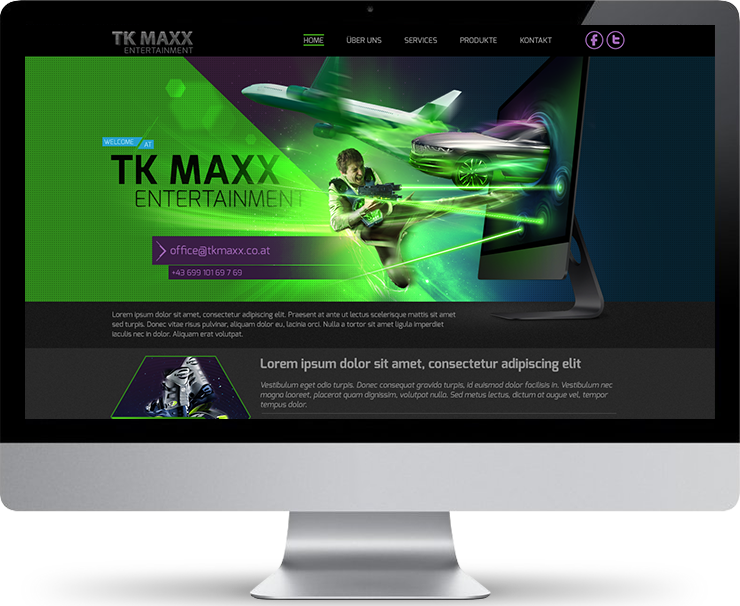 TK MAXX
ENTERTAINMENT
HOME ÜBER UNS SERVICES PRODUKTE KONTAKT
WELCOME AT
TK MAXX
ENTERTAINMENT
office@tkmaxx.co.at
+43 699 101 69 7 69
Lorem ipsum dolor sit amet, consectetur adipiscing elit. Praesent at ante ut lectus scelerisque mattis sit amet
sed turpis. Donec vitae risus pulvinar, aliquam dolor eu, lacinia orci. Nulla a tortor sit amet ligula imperdiet
iaculis nec in dolor. Aliquam erat volutpat.
Lorem ipsum dolor sit amet, consectetur adipiscing elit
Vestibulum eget odio turpis. Donec consequat gravida turpis, id euismod dolor facilisis in. Vestibulum nec
magna laoreet, placerat quam dignissim, volutpat nulla. Sed metus lectus, dictum at augue vel, tempor
tempus dolor.